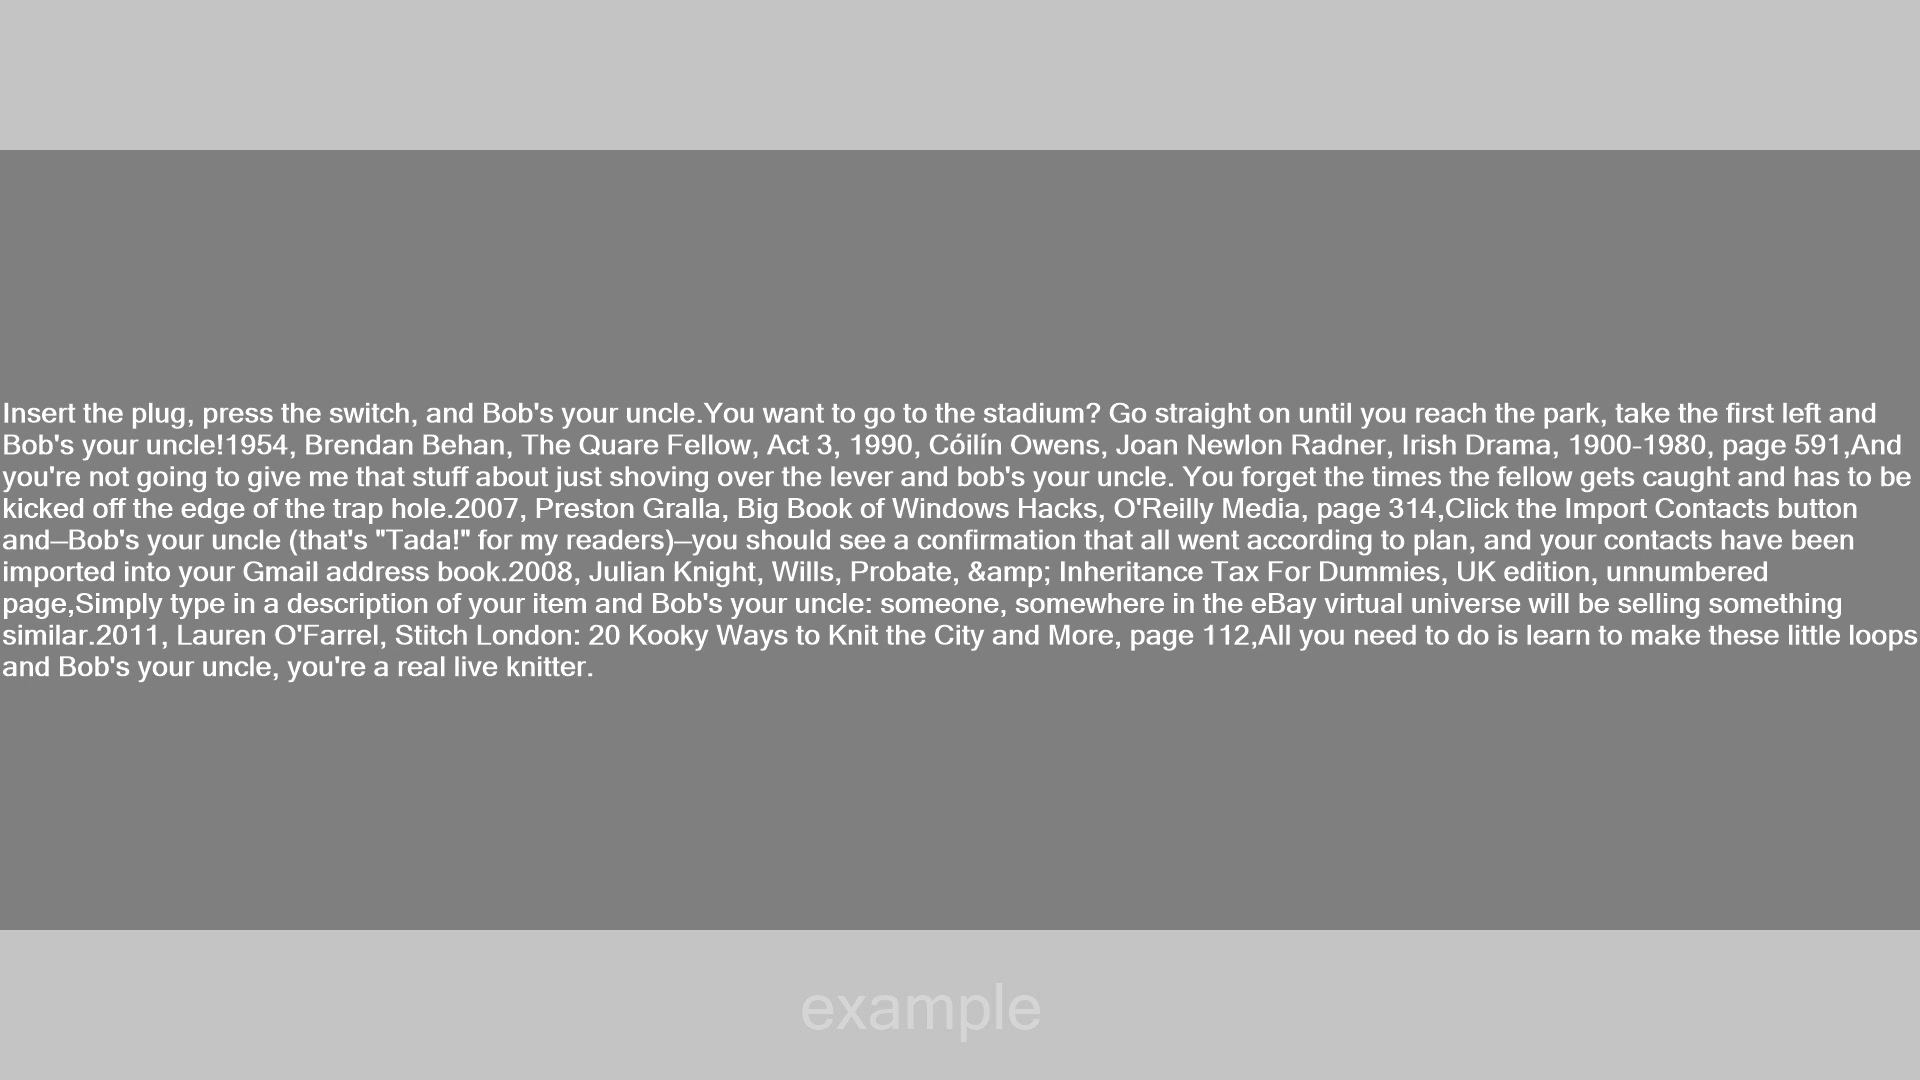 Insert the plug, press the switch, and Bob's your uncle.You want to go to the stadium? Go straight on until you reach the park, take the first left and
Bob's your uncle!1954, Brendan Behan, The Quare Fellow, Act 3, 1990, Cóilín Owens, Joan Newlon Radner, Irish Drama, 1900-1980, page 591,And
you're not going to give me that stuff about just shoving over the lever and bob's your uncle. You forget the times the fellow gets caught and has to be
kicked off the edge of the trap hole.2007, Preston Gralla, Big Book of Windows Hacks, O'Reilly Media, page 314,Click the Import Contacts button
and—Bob's your uncle (that's "Tada!" for my readers)—you should see a confirmation that all went according to plan, and your contacts have been
imported into your Gmail address book.2008, Julian Knight, Wills, Probate, &amp; Inheritance Tax For Dummies, UK edition, unnumbered
page,Simply type in a description of your item and Bob's your uncle: someone, somewhere in the eBay virtual universe will be selling something
similar.2011, Lauren O'Farrel, Stitch London: 20 Kooky Ways to Knit the City and More, page 112,All you need to do is learn to make these little loops
and Bob's your uncle, you're a real live knitter.
example